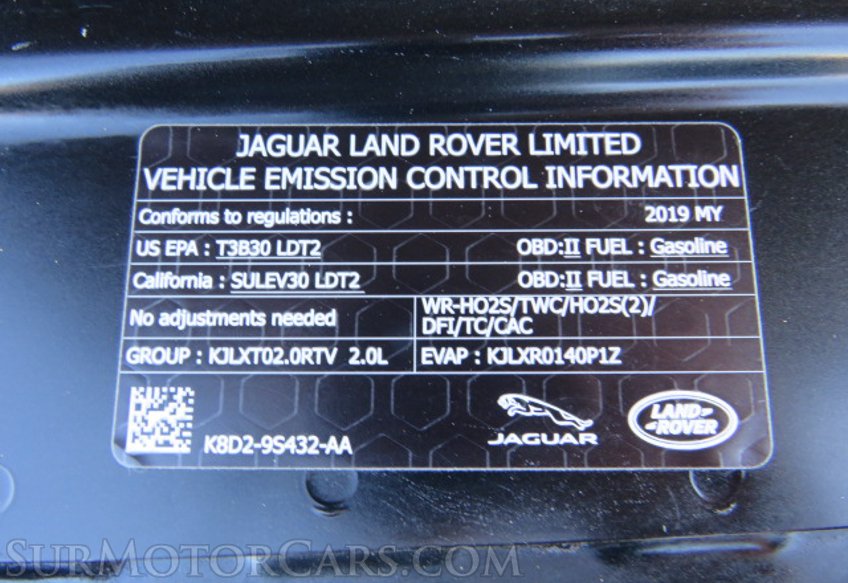 JAGUAR LAND ROVER LIMITED
VEHICLE EMISSION CONTROL INFORMATION
Conforms to regulations : 2019 MY
US EPA : T3B30 LDT2 OBD:II FUEL : Gasoline
California : SULEV30 LDT2 OBD:II FUEL : Gasoline
No adjustments needed
WR-HO2S/TWC/HO2S(2)/
DFI/TC/CAC
GROUP : KJLXT02.0RTV 2.0L EVAP : KJLXR0140P1Z
K8D2-9S432-AA
JAGUAR
LAND
ROVER
SURMOTORCARS.COM